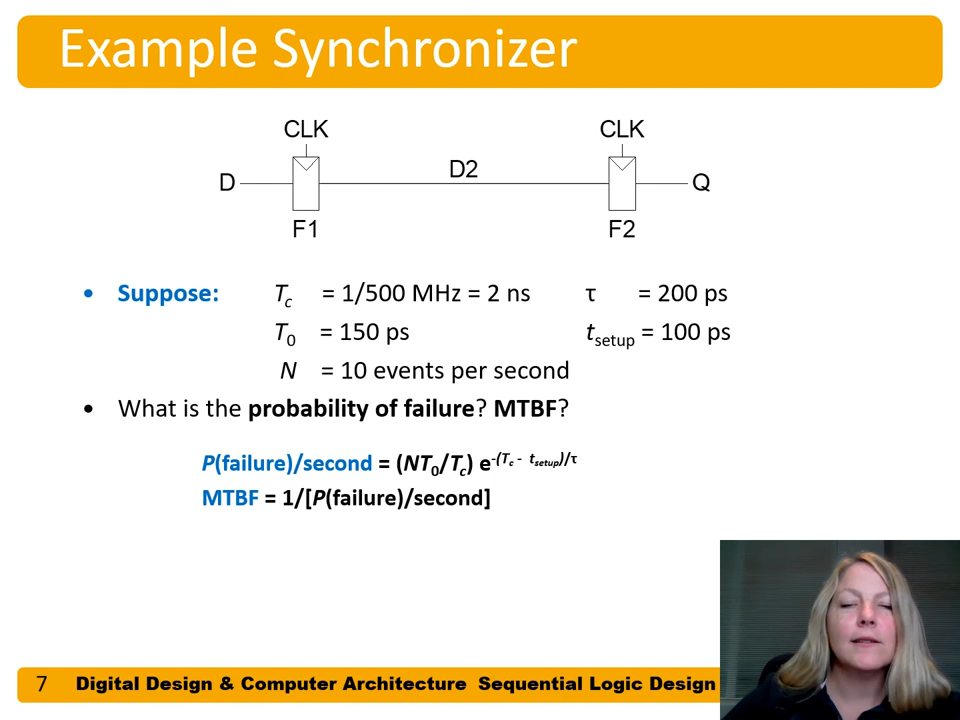 Example Synchronizer
CLK CLK
D D2 Q
F1 F2
• Suppose: Tc = 1/500 MHz = 2 ns τ = 200 ps
T0 = 150 ps tsetup = 100 ps
N = 10 events per second
• What is the probability of failure? MTBF?
P(failure)/second = (NT0/Tc) e-(Tc - tsetup)/τ
MTBF = 1/[P(failure)/second]
7 Digital Design & Computer Architecture Sequential Logic Design